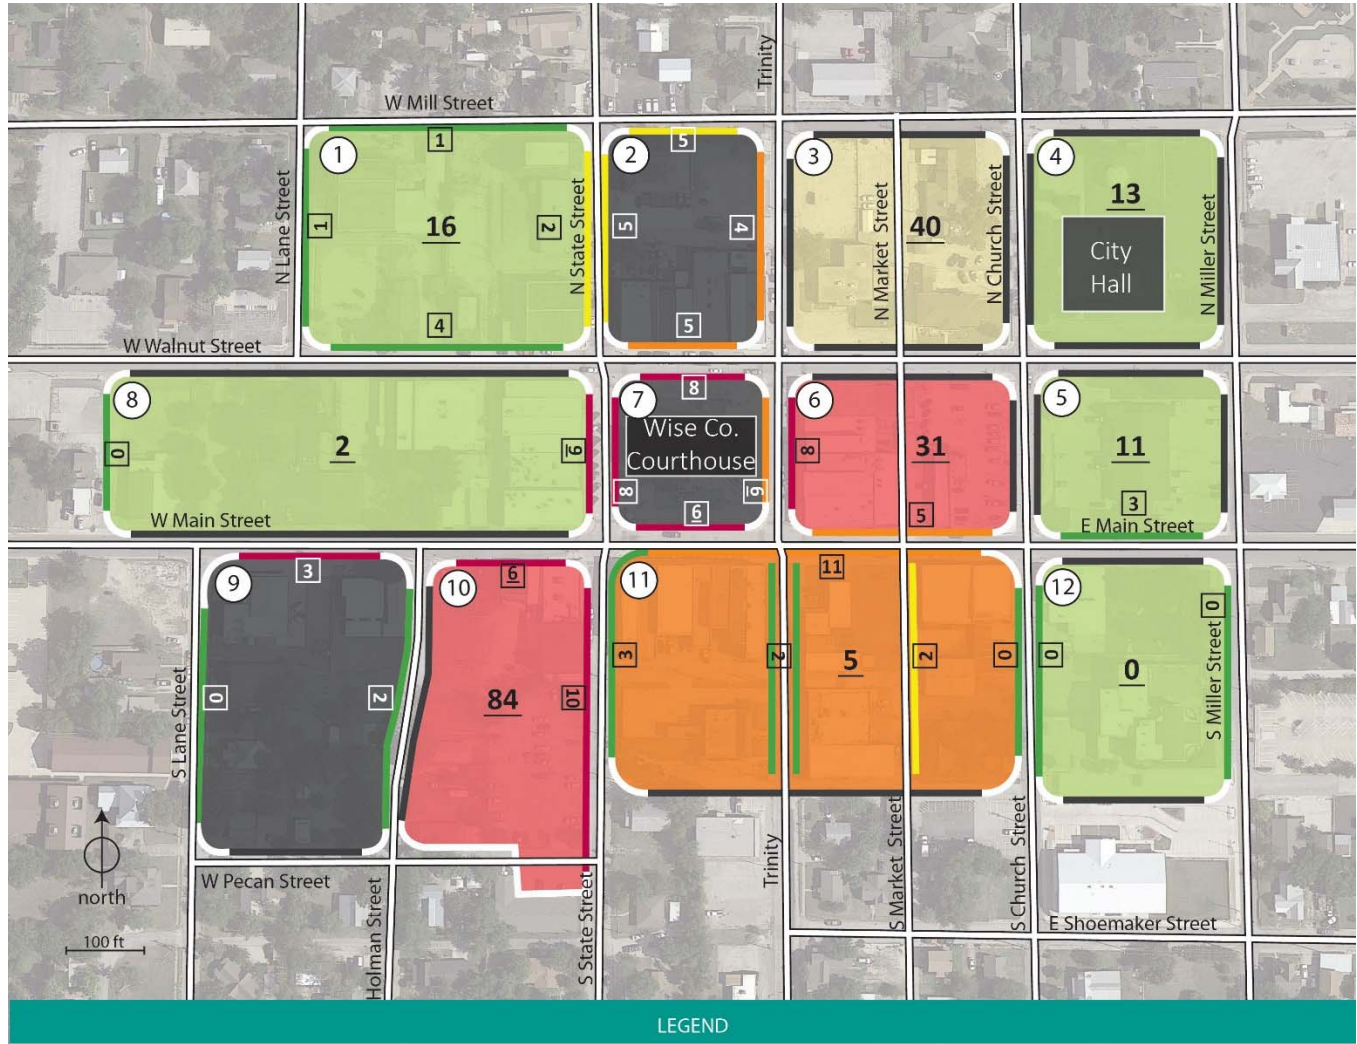 W Mill Street
Trinity
1
1
1
16
2
4
N Lane Street
N State Street
2
5
5
4
5
3
40
N Market Street
N Church Street
4
13
City
Hall
N Miller Street
W Walnut Street
8
0
2
9
W Main Street
7
8
Wise Co.
Courthouse
8
9
6
6
8
31
5
5
11
3
E Main Street
9
3
0
2
S Lane Street
10
6
84
10
11
11
3
2
5
2
0
12
0
0
0
S Miller Street
W Pecan Street
Holman Street
S State Street
Trinity
S Market Street
S Church Street
E Shoemaker Street
north
100 ft
LEGEND